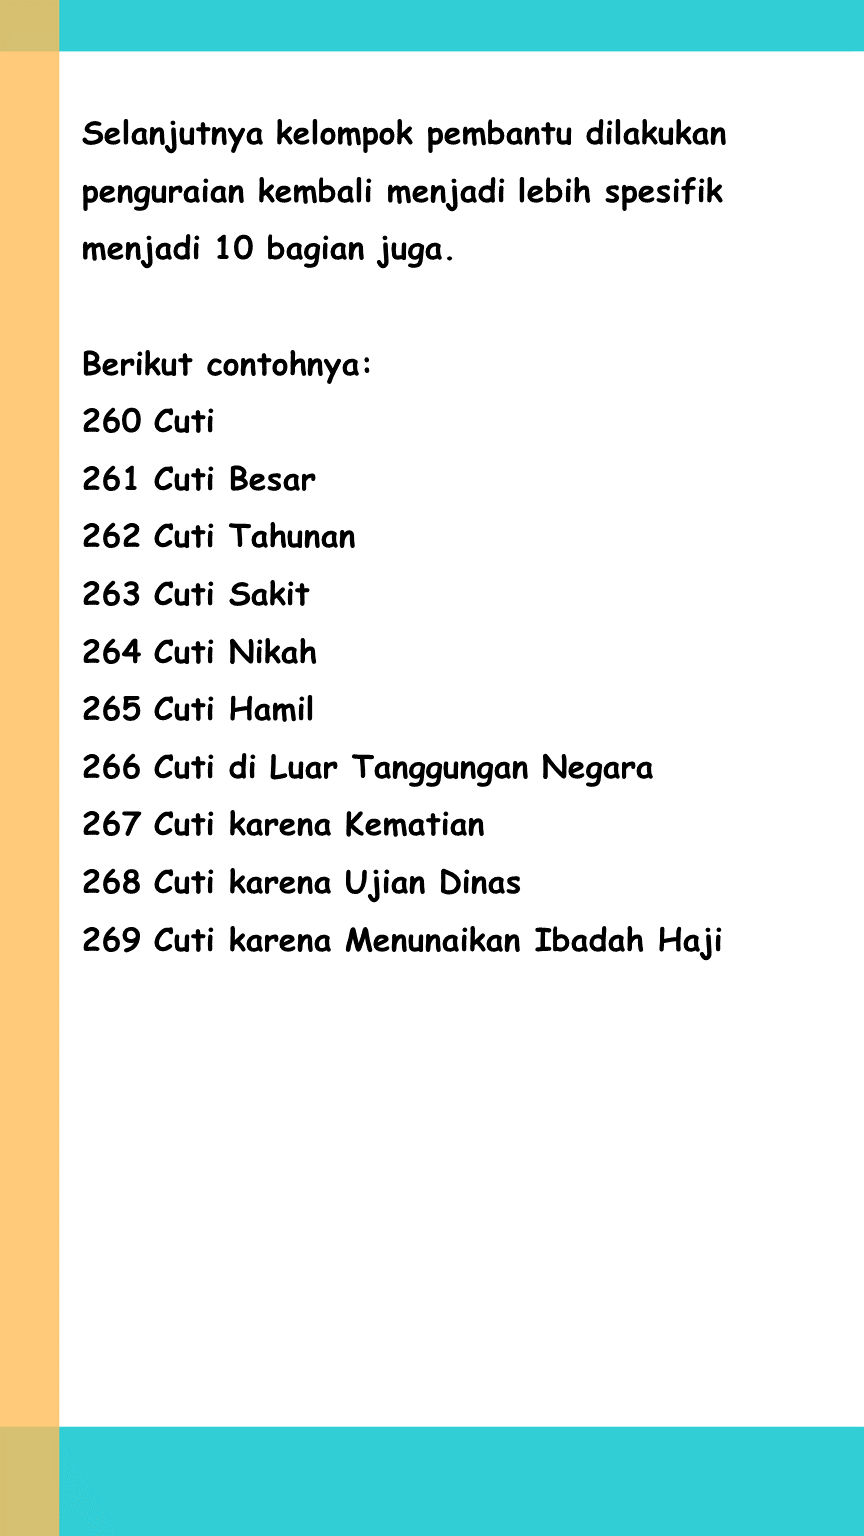 Selanjutnya kelompok pembantu dilakukan
penguraian kembali menjadi lebih spesifik
menjadi 10 bagian juga.
Berikut contohnya:
260 Cuti
261 Cuti Besar
262 Cuti Tahunan
263 Cuti Sakit
264 Cuti Nikah
265 Cuti Hamil
266 Cuti di Luar Tanggungan Negara
267 Cuti karena Kematian
268 Cuti karena Ujian Dinas
269 Cuti karena Menunaikan Ibadah Haji